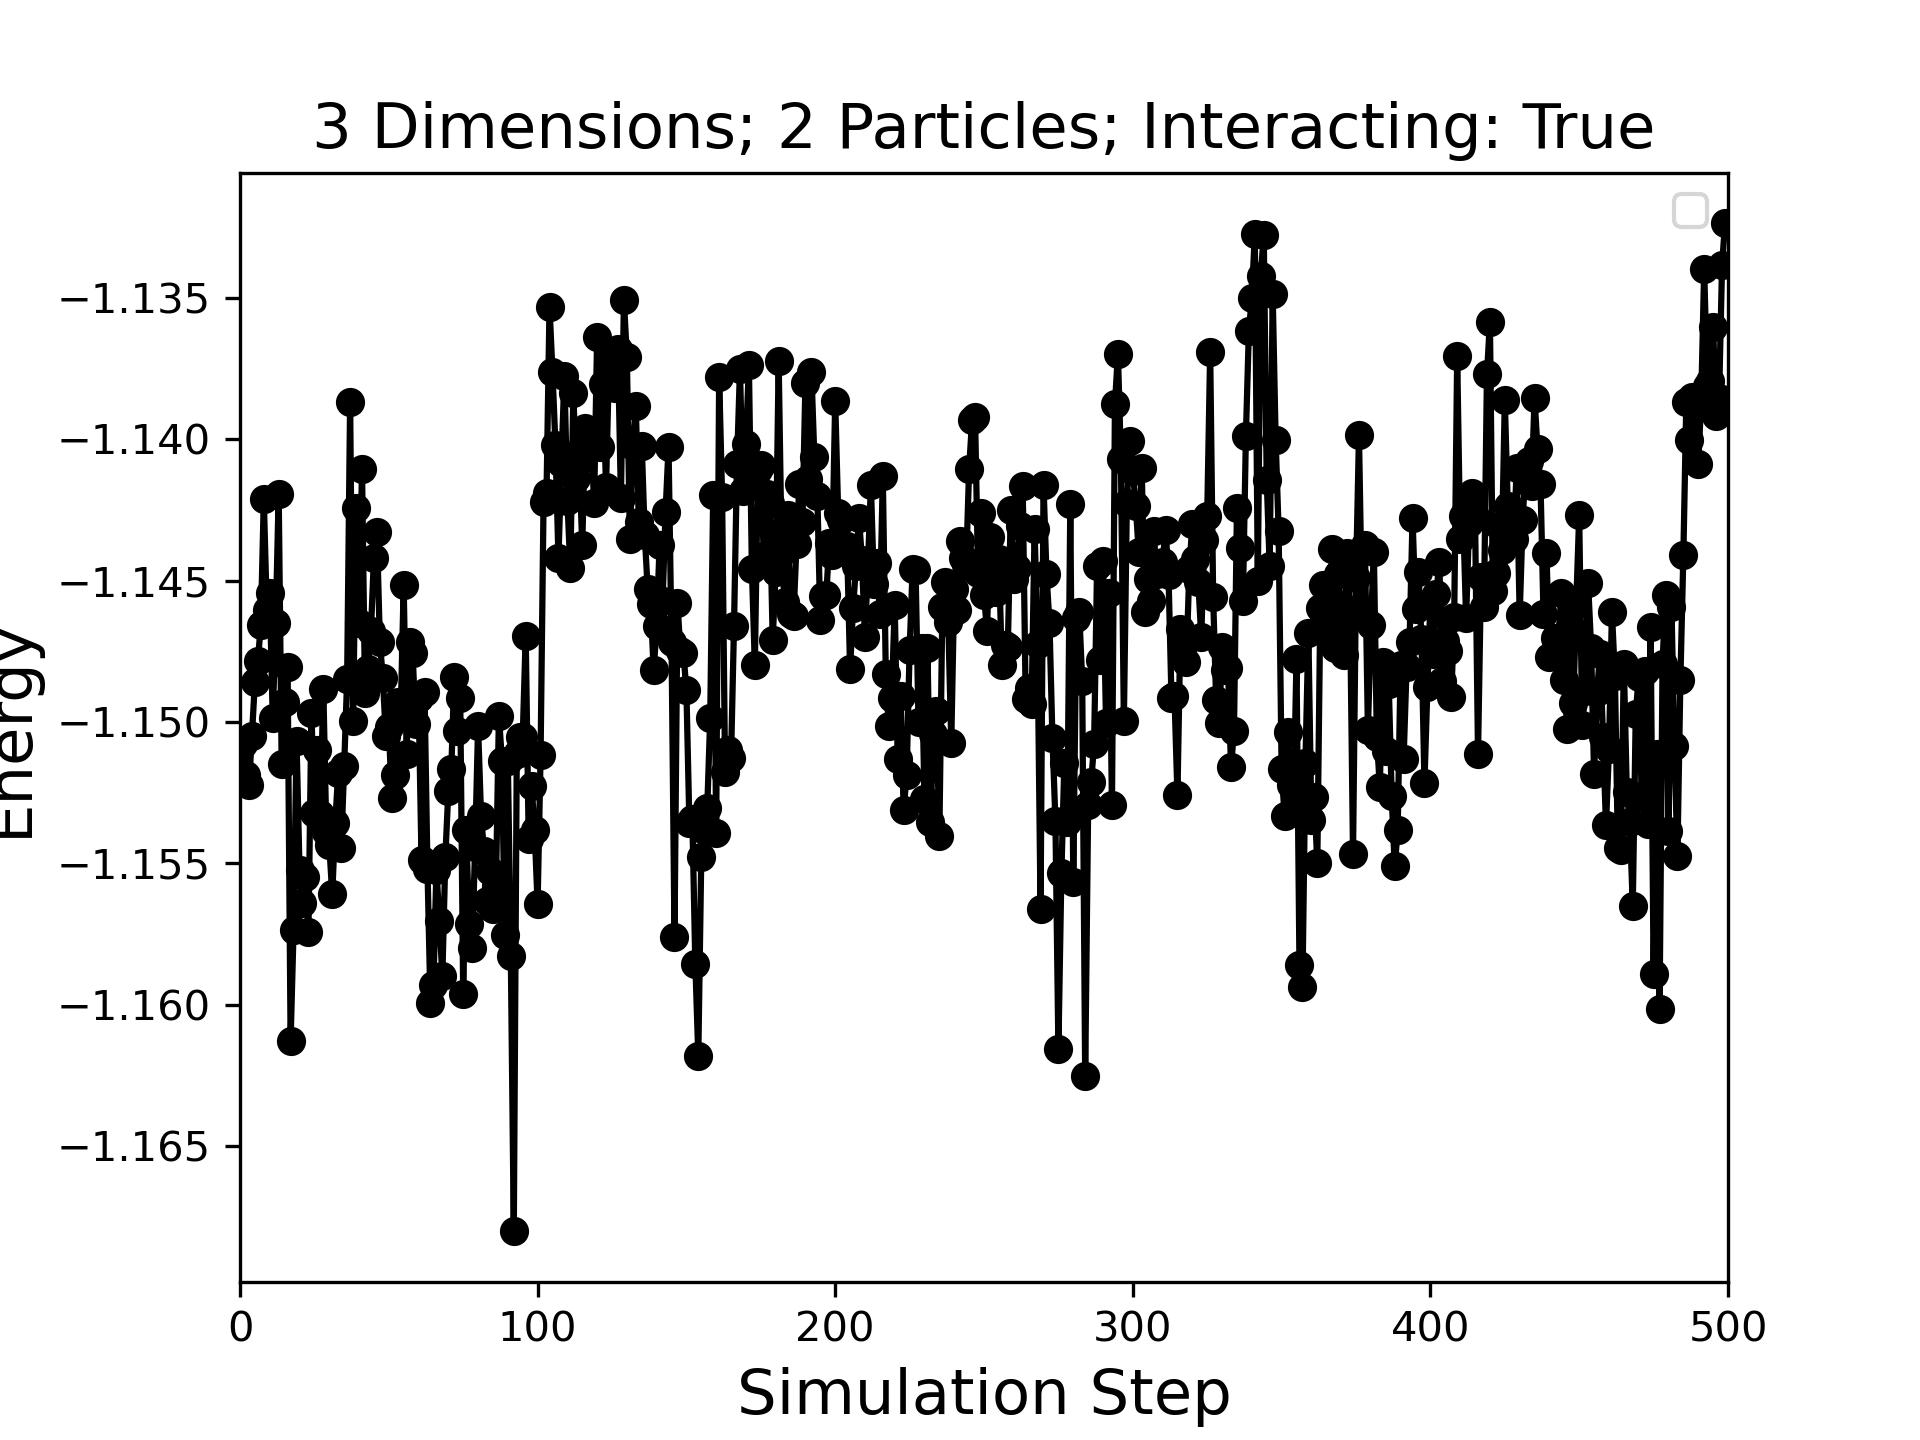 3 Dimensions; 2 Particles; Interacting: True
Energy
−1.135
−1.140
−1.145
−1.150
−1.155
−1.160
−1.165
0 100 200 300 400 500
Simulation Step